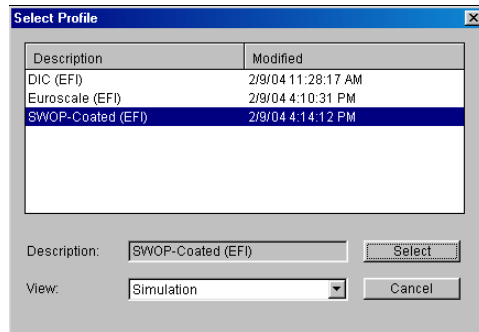 Select Profile
Description Modified
DIC (EFI) 2/9/04 11:28:17 AM
Euroscale (EFI) 2/9/04 4:10:31 PM
SWOP-Coated (EFI) 2/9/04 4:14:12 PM
Description: SWOP-Coated (EFI) Select
View: Simulation Cancel